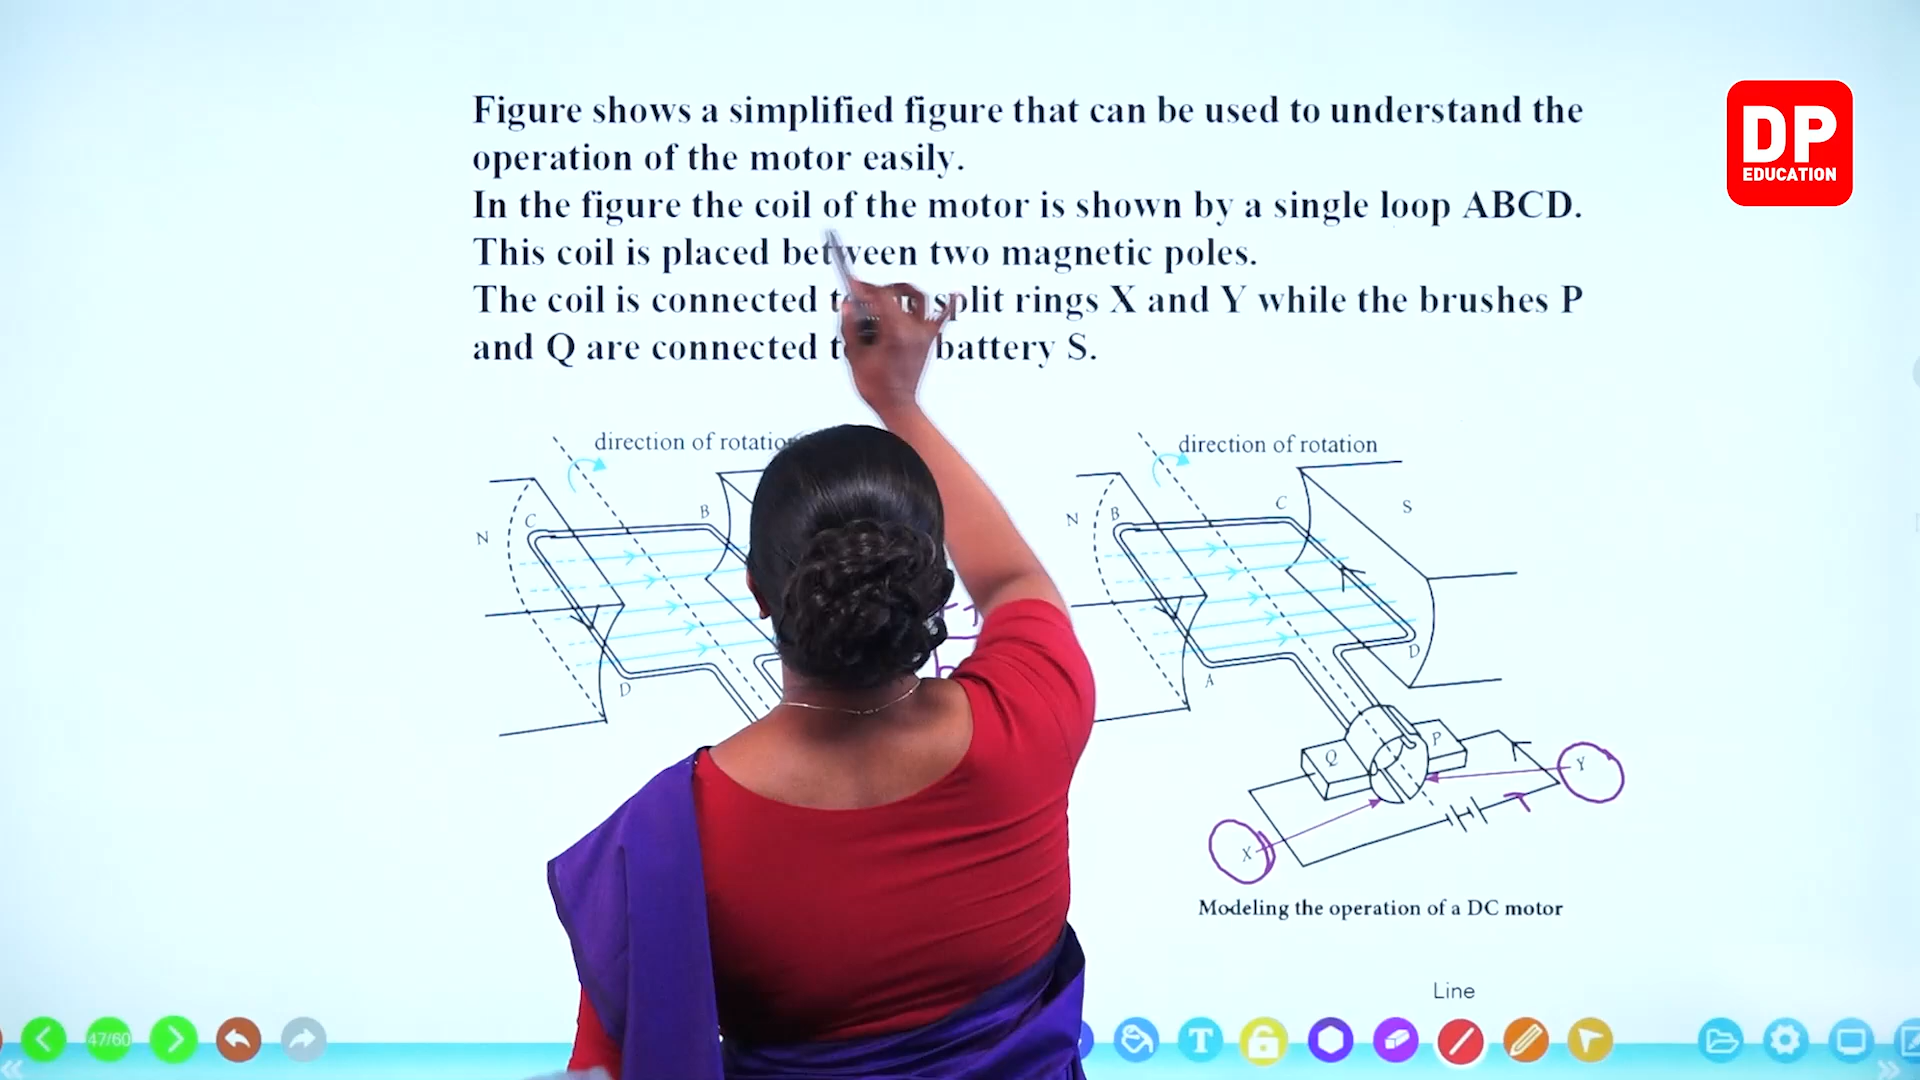 Figure shows a simplified figure that can be used to understand the
operation of the motor easily.
In the figure the coil of the motor is shown by a single loop ABCD.
This coil is placed between two magnetic poles.
The coil is connected split rings X and Y while the brushes P
and Q are connected battery S.
DP
EDUCATION
direction of rotation
N
C
B
D
direction of rotation
N
B
C
S
A
D
Q
P
Y
X
Modeling the operation of a DC motor
Line
47/60
T